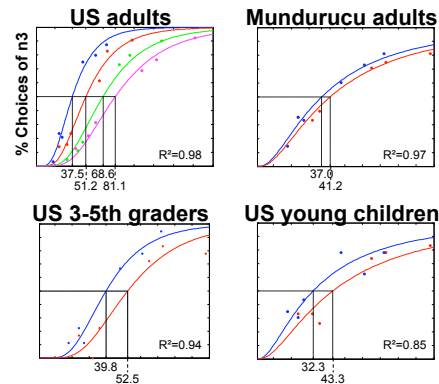 US adults
Mundurucu adults
% Choices of n3
R²=0.98
R²=0.97
37.5 68.6
51.2 81.1
37.0
41.2
US 3-5th graders
US young children
R²=0.94
R²=0.85
39.8
52.5
32.3
43.3